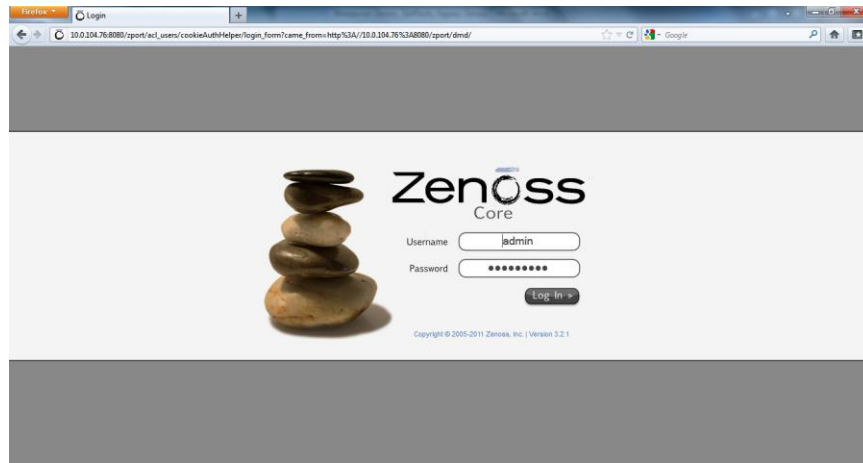 Firefox
Login
10.0.104.76:8080/zport/acl_users/cookieAuthHelper/login_form?came_from=http%3A//10.0.104.76%3A8080/zport/dmd/
Google
Zenoss
Core
Username admin
Password
Log In »
Copyright © 2005-2011 Zenoss, Inc. | Version 3.2.1